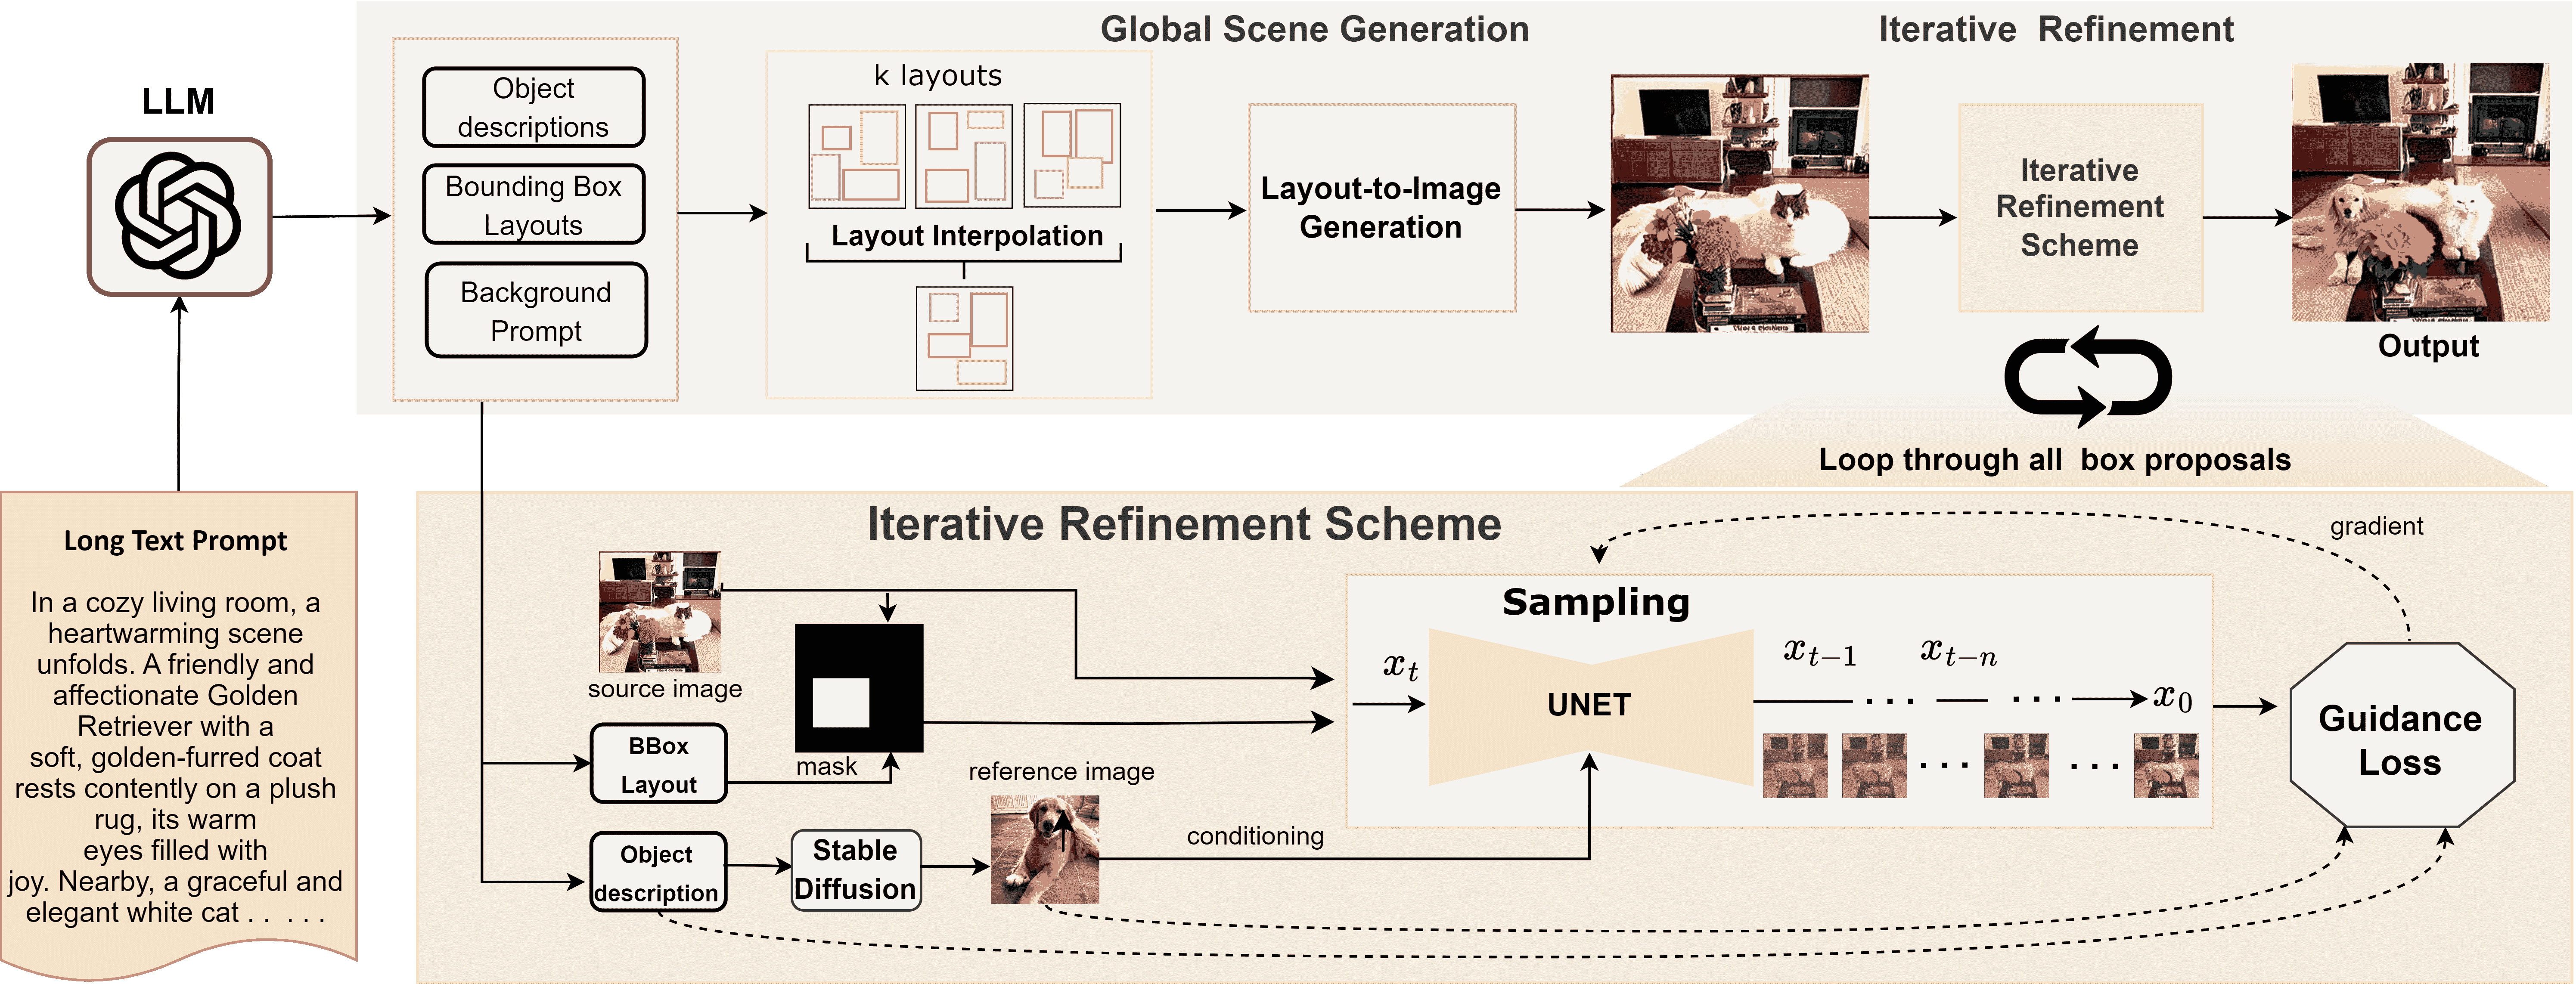 Global Scene Generation
Iterative Refinement
LLM
Object
descriptions
Bounding Box
Layouts
Background
Prompt
k layouts
Layout Interpolation
Layout-to-Image
Generation
Iterative
Refinement
Scheme
Output
Loop through all box proposals
Long Text Prompt
In a cozy living room, a
heartwarming scene
unfolds. A friendly and
affectionate Golden
Retriever with a
soft, golden-furred coat
rests contently on a plush
rug, its warm
eyes filled with
joy. Nearby, a graceful and
elegant white cat . . . . . .
Iterative Refinement Scheme
source image
BBox
Layout
mask
Object
description
Stable
Diffusion
reference image
conditioning
Sampling
x_t
UNET
x_{t-1}
x_{t-n}
. . .
. . .
x_0
. . .
. . .
gradient
Guidance
Loss